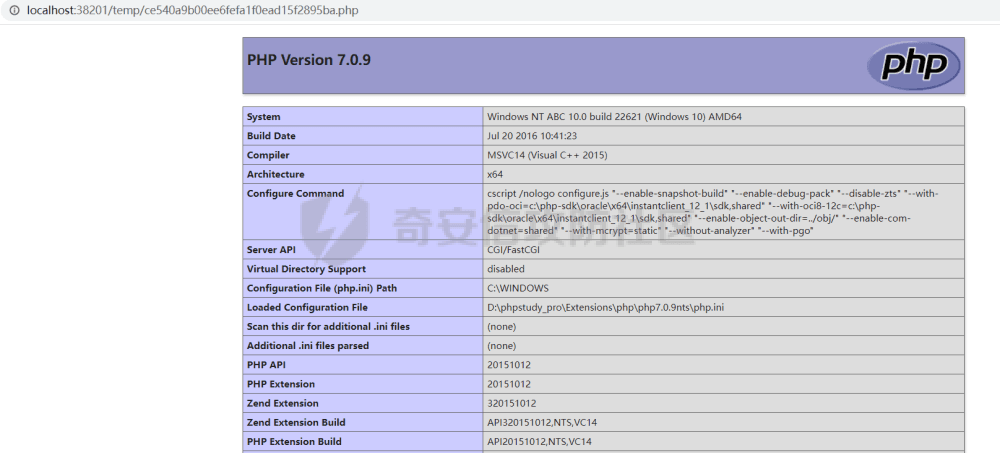 localhost:38201/temp/ce540a9b00ee6fefa1f0ead15f2895ba.php
PHP Version 7.0.9
php
System Windows NT ABC 10.0 build 22621 (Windows 10) AMD64
Build Date Jul 20 2016 10:41:23
Compiler MSVC14 (Visual C++ 2015)
Architecture x64
Configure Command cscript /nologo configure.js "--enable-snapshot-build" "--enable-debug-pack" "--disable-zts" "--with-
pdo-oci=c:\php-sdk\oracle\x64\instantclient_12_1\sdk,shared" "--with-oci8-12c=c:\php-
sdk\oracle\x64\instantclient_12_1\sdk,shared" "--enable-object-out-dir=../obj/" "--enable-com-
dotnet=shared" "--with-mcrypt=static" "--without-analyzer" "--with-pgo"
奇安信攻防社区
Server API CGI/FastCGI
Virtual Directory Support disabled
Configuration File (php.ini) Path C:\WINDOWS
Loaded Configuration File D:\phpstudy_pro\Extensions\php\php7.0.9nts\php.ini
Scan this dir for additional .ini files (none)
Additional .ini files parsed (none)
PHP API 20151012
PHP Extension 20151012
Zend Extension 320151012
Zend Extension Build API320151012,NTS,VC14
PHP Extension Build API20151012,NTS,VC14